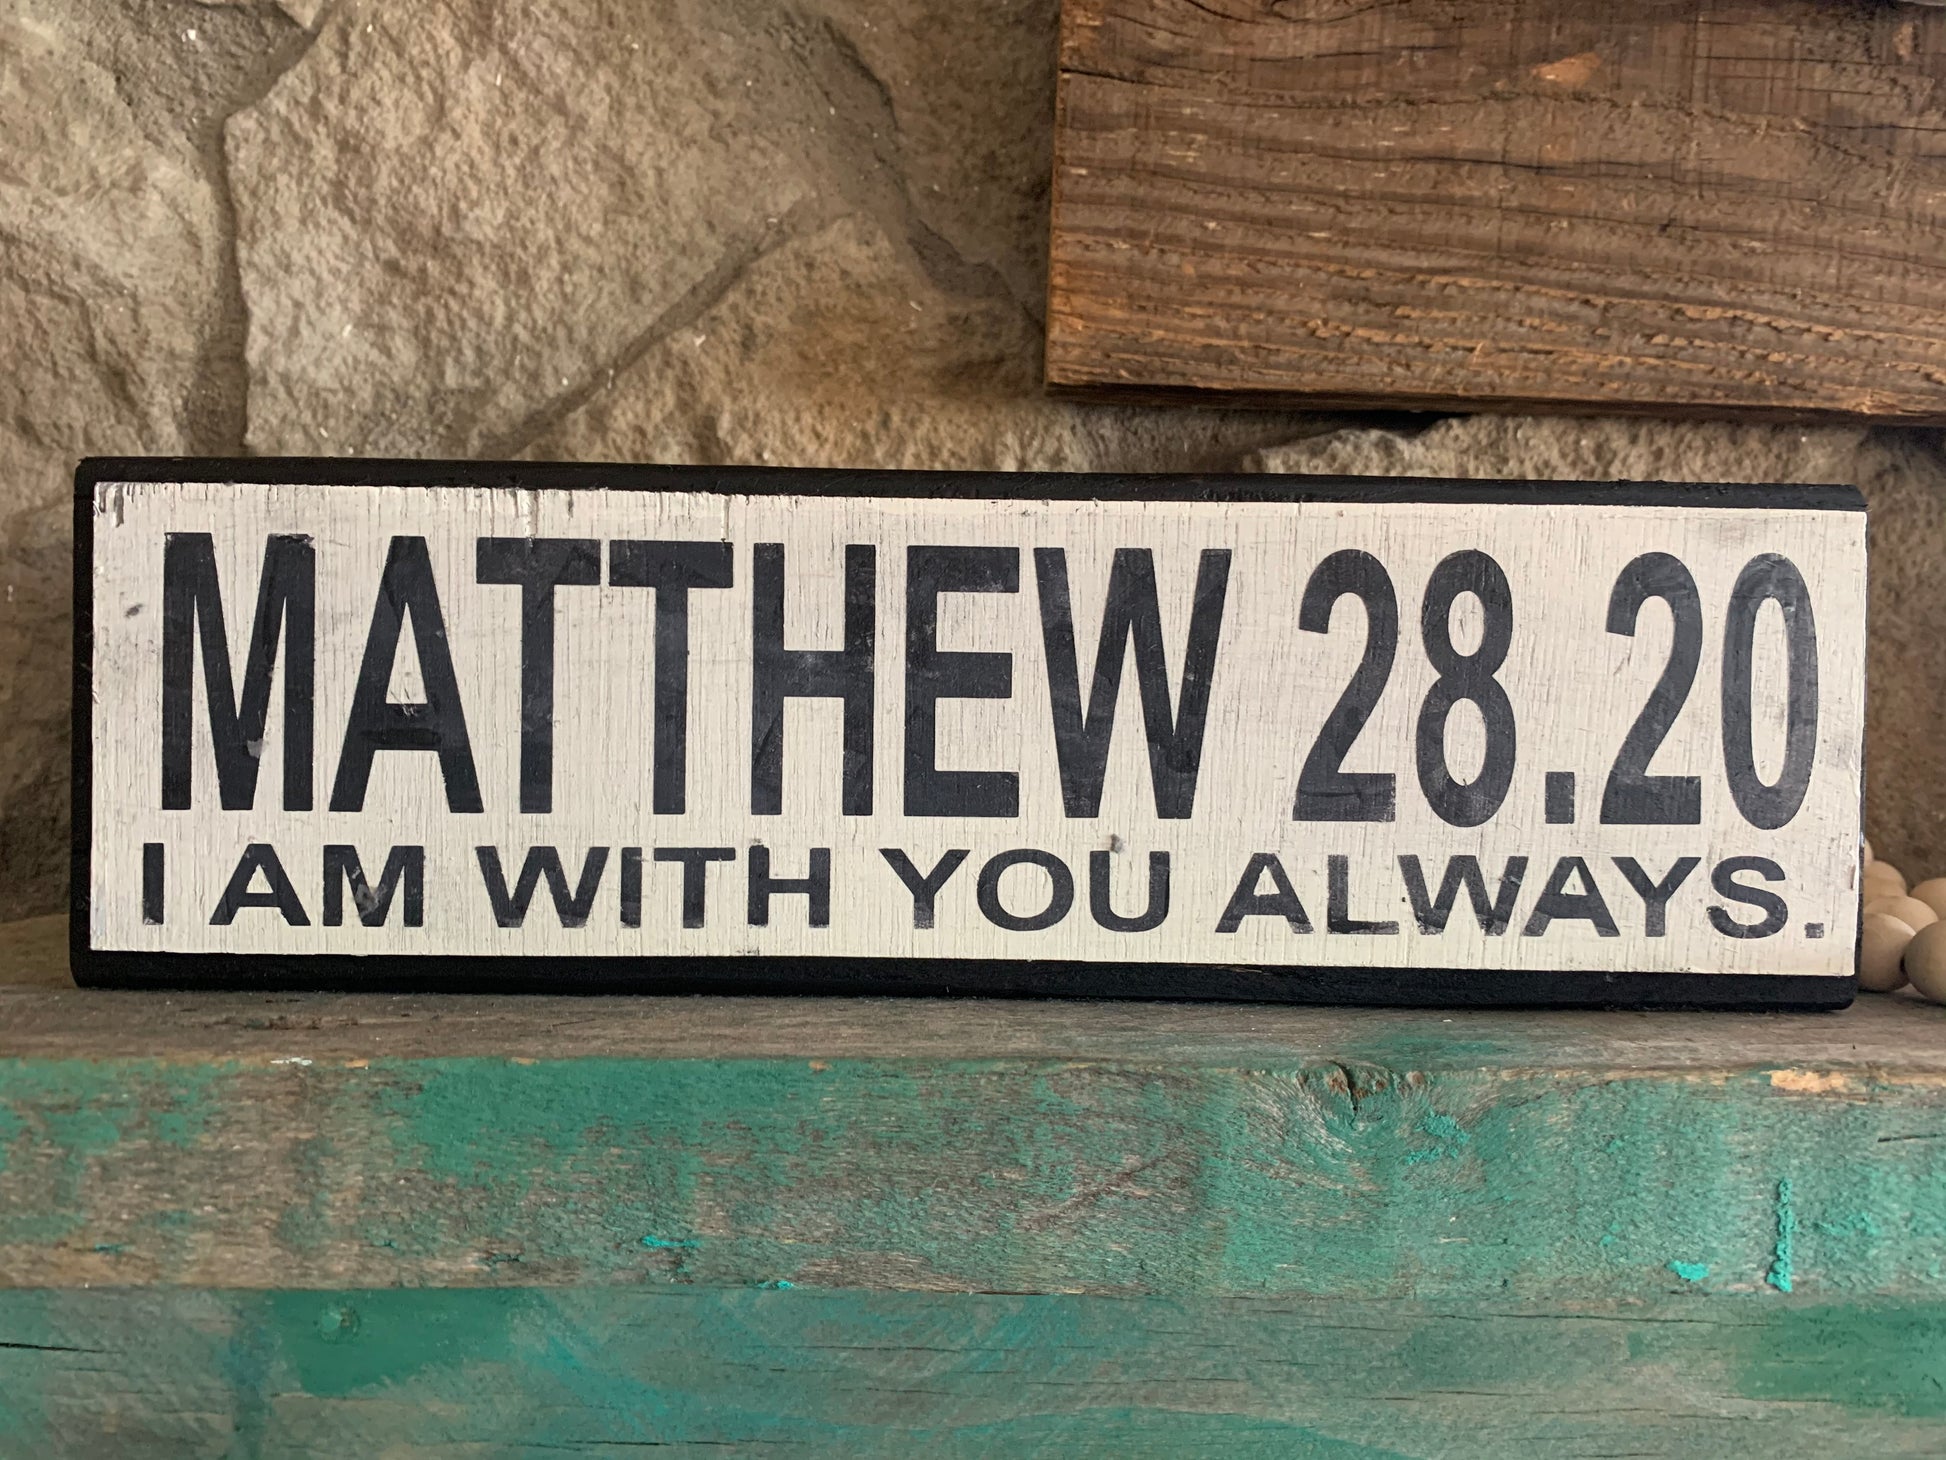 MATTHEW 28.20
I AM WITH YOU ALWAYS.